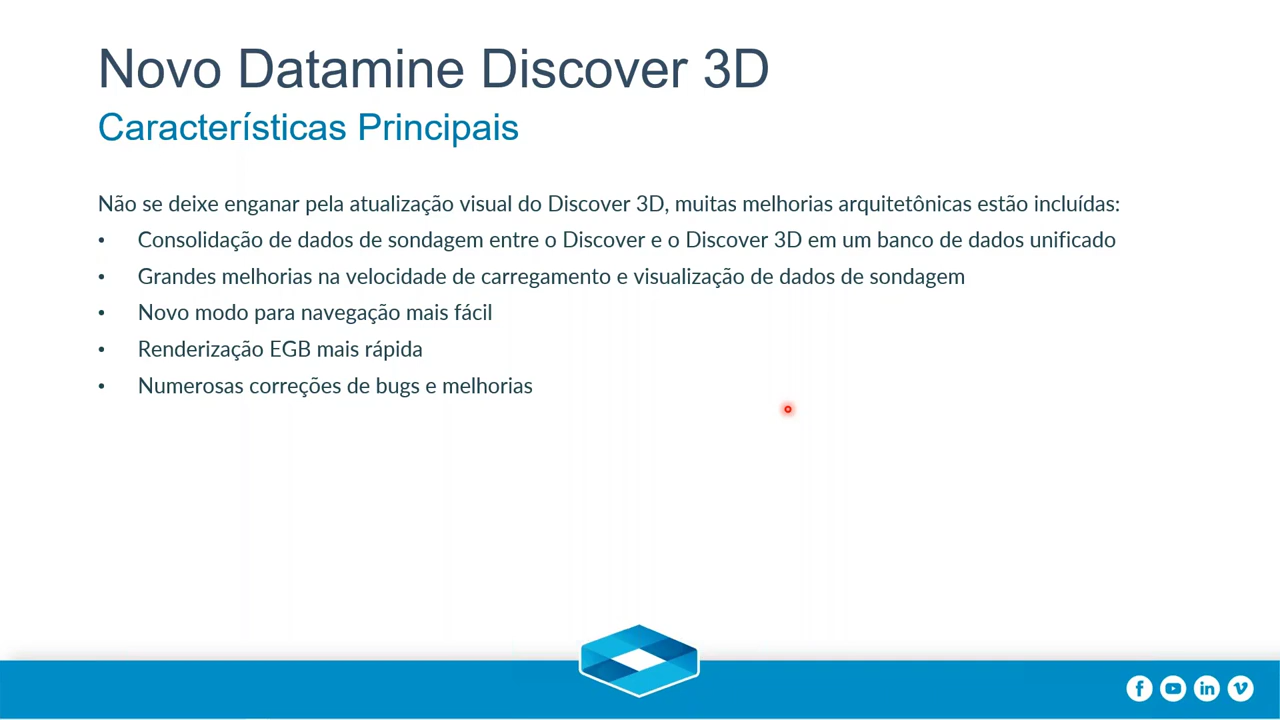 Novo Datamine Discover 3D
Características Principais
Não se deixe enganar pela atualização visual do Discover 3D, muitas melhorias arquitetônicas estão incluídas:
• Consolidação de dados de sondagem entre o Discover e o Discover 3D em um banco de dados unificado
• Grandes melhorias na velocidade de carregamento e visualização de dados de sondagem
• Novo modo para navegação mais fácil
• Renderização EGB mais rápida
• Numerosas correções de bugs e melhorias